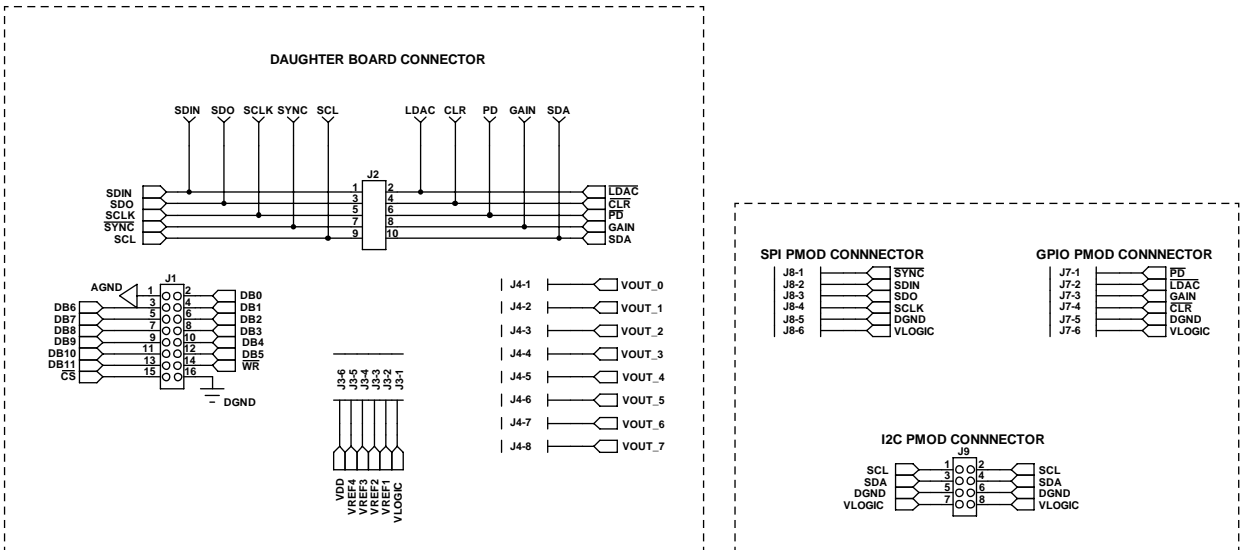 DAUGHTER BOARD CONNECTOR
SDIN SDO SCLK SYNC SCL LDAC CLR PD GAIN SDA
J2
SDIN 1 2 LDAC
SDO 3 4 CLR
SCLK 5 6 PD
SYNC 7 8 GAIN
SCL 9 10 SDA
J1
AGND 1 2 DB0
DB6 3 4 DB1
DB7 5 6 DB2
DB8 7 8 DB3
DB9 9 10 DB4
DB10 11 12 DB5
DB11 13 14 WR
CS 15 16
DGND
J3-6 J3-5 J3-4 J3-3 J3-2 J3-1
VDD VREF4 VREF3 VREF2 VREF1 VLOGIC
J4-1 VOUT_0
J4-2 VOUT_1
J4-3 VOUT_2
J4-4 VOUT_3
J4-5 VOUT_4
J4-6 VOUT_5
J4-7 VOUT_6
J4-8 VOUT_7
SPI PMOD CONNNECTOR
J8-1 SYNC
J8-2 SDIN
J8-3 SDO
J8-4 SCLK
J8-5 DGND
J8-6 VLOGIC
GPIO PMOD CONNNECTOR
J7-1 PD
J7-2 LDAC
J7-3 GAIN
J7-4 CLR
J7-5 DGND
J7-6 VLOGIC
I2C PMOD CONNNECTOR
J9
SCL 1 2 SCL
SDA 3 4 SDA
DGND 5 6 DGND
VLOGIC 7 8 VLOGIC